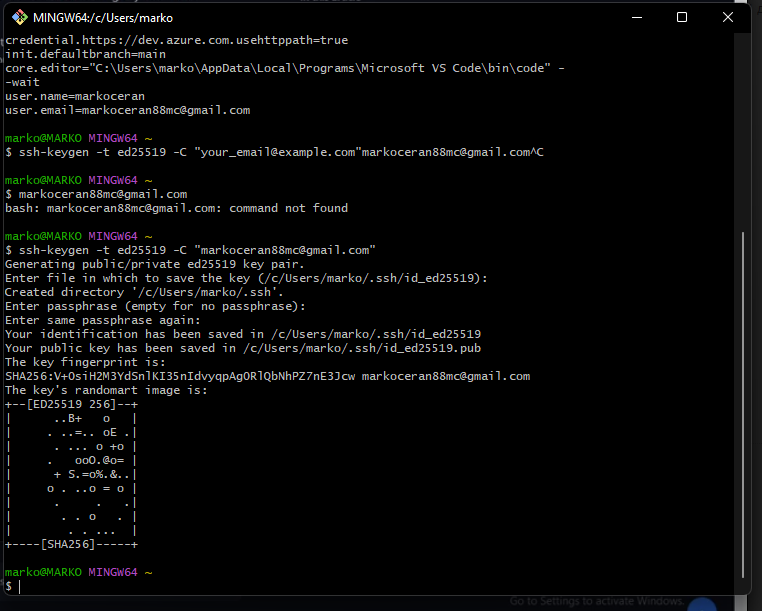 MINGW64:/c/Users/marko
credential.https://dev.azure.com.usehttppath=true
init.defaultbranch=main
core.editor="C:\Users\marko\AppData\Local\Programs\Microsoft VS Code\bin\code" -
-wait
user.name=markoceran
user.email=markoceran88mc@gmail.com
marko@MARKO MINGW64 ~
$ ssh-keygen -t ed25519 -C "your_email@example.com"markoceran88mc@gmail.com^C
marko@MARKO MINGW64 ~
$ markoceran88mc@gmail.com
bash: markoceran88mc@gmail.com: command not found
marko@MARKO MINGW64 ~
$ ssh-keygen -t ed25519 -C "markoceran88mc@gmail.com"
Generating public/private ed25519 key pair.
Enter file in which to save the key (/c/Users/marko/.ssh/id_ed25519):
Created directory '/c/Users/marko/.ssh'.
Enter passphrase (empty for no passphrase):
Enter same passphrase again:
Your identification has been saved in /c/Users/marko/.ssh/id_ed25519
Your public key has been saved in /c/Users/marko/.ssh/id_ed25519.pub
The key fingerprint is:
SHA256:V+OsiH2M3YdSnlKI35nIdvyqpAgORlQbNhPZ7nE3Jcw markoceran88mc@gmail.com
The key's randomart image is:
+--[ED25519 256]--+
|      ..B+   o   |
|     . ..=.. oE .|
|      . ... o +o |
|     .   ooO.@o= |
|      + S.=o%.&..|
|     o . ..o = o |
|      .     .   .|
|       . . o   . |
|        . . ...  |
+----[SHA256]-----+
marko@MARKO MINGW64 ~
$
Go to Settings to activate Windows.